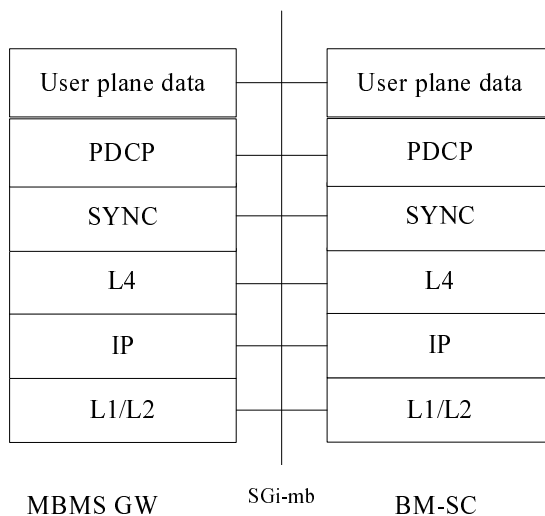 User plane data
User plane data
PDCP
PDCP
SYNC
SYNC
L4
L4
IP
IP
L1/L2
L1/L2
MBMS GW
SGi-mb
BM-SC